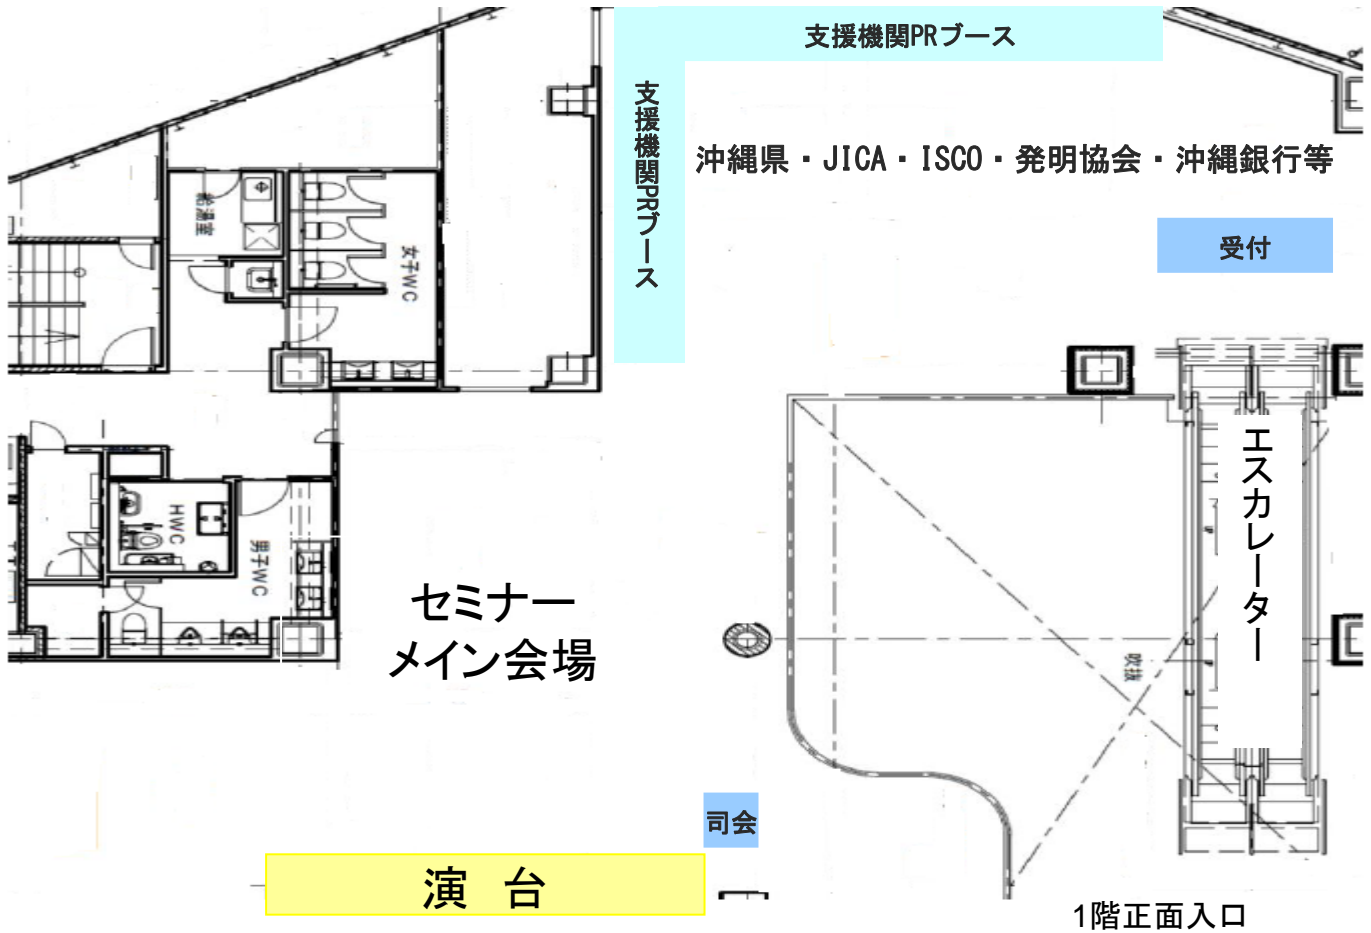 支援機関PRブース
支援機関PRブース
沖縄県・JICA・ISCO・発明協会・沖縄銀行等
受付
給湯室
女子WC
エスカレーター
HWC
男子WC
セミナー
メイン会場
吹抜
司会
演 台
1階正面入口